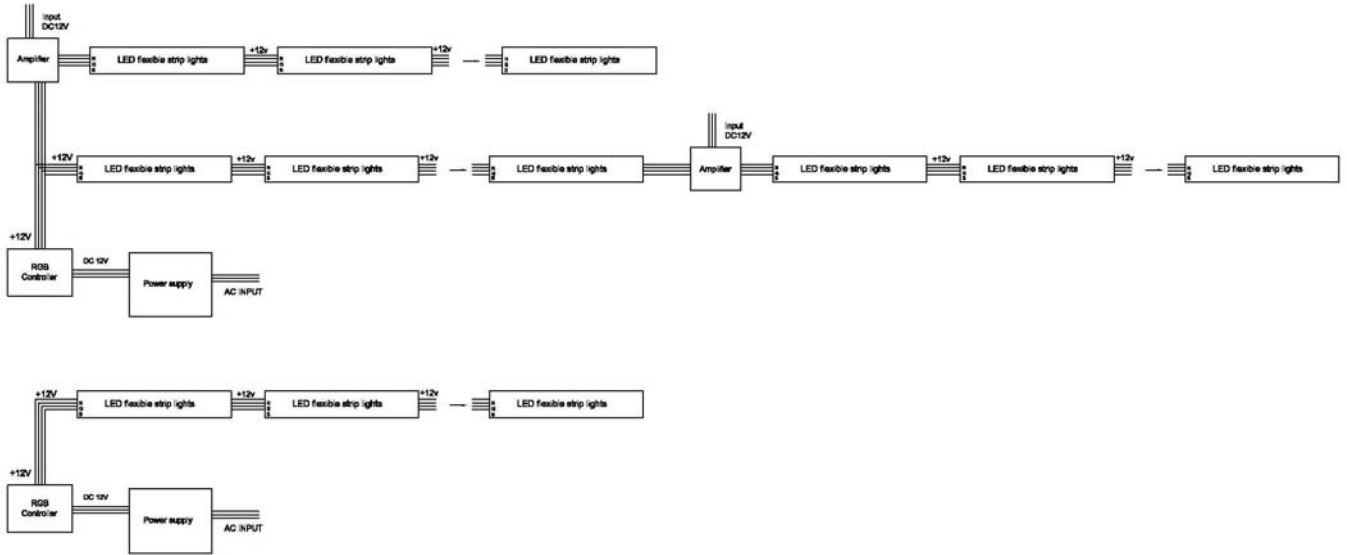 Input
DC12V
Amplifier
R
G
B
LED flexible strip lights
+12v
R
G
B
LED flexible strip lights
+12v
R
G
B
LED flexible strip lights
Input
DC12V
+12V
R
G
B
LED flexible strip lights
+12v
R
G
B
LED flexible strip lights
+12v
R
G
B
LED flexible strip lights
Amplifier
R
G
B
LED flexible strip lights
+12v
R
G
B
LED flexible strip lights
+12v
R
G
B
LED flexible strip lights
+12V
RGB
Controller
DC 12V
Power supply
AC INPUT
+12V
R
G
B
LED flexible strip lights
+12v
R
G
B
LED flexible strip lights
+12v
R
G
B
LED flexible strip lights
+12V
RGB
Controller
DC 12V
Power supply
AC INPUT